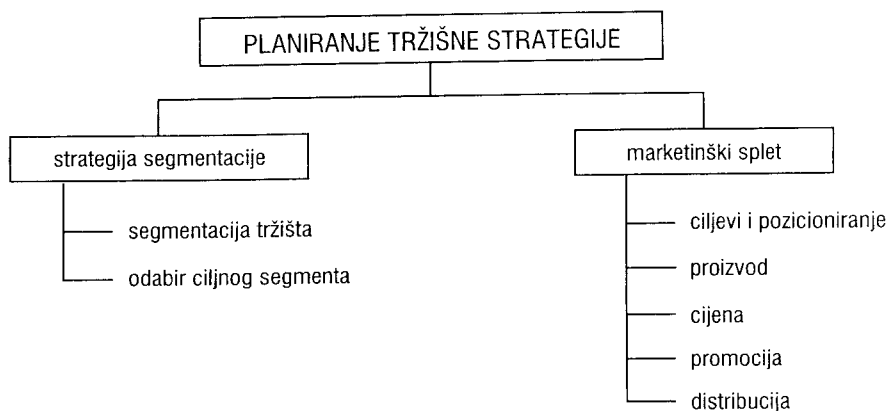 PLANIRANJE TRŽIŠNE STRATEGIJE
strategija segmentacije
segmentacija tržišta
odabir ciljnog segmenta
marketinški splet
ciljevi i pozicioniranje
proizvod
cijena
promocija
distribucija